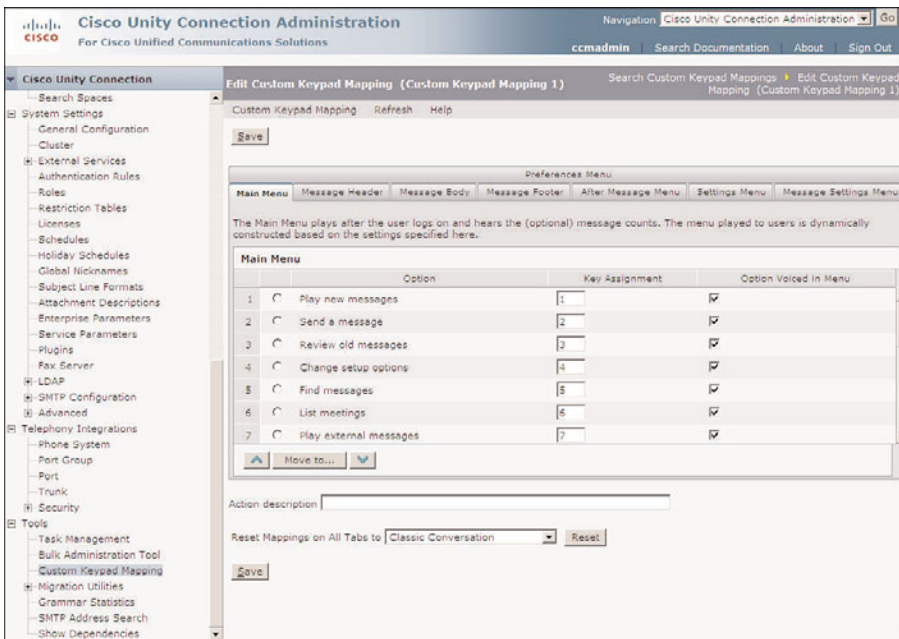 Cisco Unity Connection Administration
Navigation Cisco Unity Connection Administration Go
CISCO
For Cisco Unified Communications Solutions
ccmadmin Search Documentation About Sign Out
Cisco Unity Connection
Search Spaces
System Settings
General Configuration
Cluster
External Services
Authentication Rules
Roles
Restriction Tables
Licenses
Schedules
Holiday Schedules
Global Nicknames
Subject Line Formats
Attachment Descriptions
Enterprise Parameters
Service Parameters
Plugins
Fax Server
LDAP
SMTP Configuration
Advanced
Telephony Integrations
Phone System
Port Group
Port
Trunk
Security
Tools
Task Management
Bulk Administration Tool
Custom Keypad Mapping
Migration Utilities
Grammar Statistics
SMTP Address Search
Show Dependencies
Edit Custom Keypad Mapping (Custom Keypad Mapping 1)
Search Custom Keypad Mappings Edit Custom Keypad
Mapping (Custom Keypad Mapping 1)
Custom Keypad Mapping Refresh Help
Save
Preferences Menu
Main Menu Message Header Message Body Message Footer After Message Menu Settings Menu Message Settings Menu
The Main Menu plays after the user logs on and hears the (optional) message counts. The menu played to users is dynamically
constructed based on the settings specified here.
Main Menu
Option Key Assignment Option Voiced in Menu
1 Play new messages 1
2 Send a message 2
3 Review old messages 3
4 Change setup options 4
5 Find messages 5
6 List meetings 6
7 Play external messages 7
Move to...
Action description
Reset Mappings on All Tabs to Classic Conversation Reset
Save